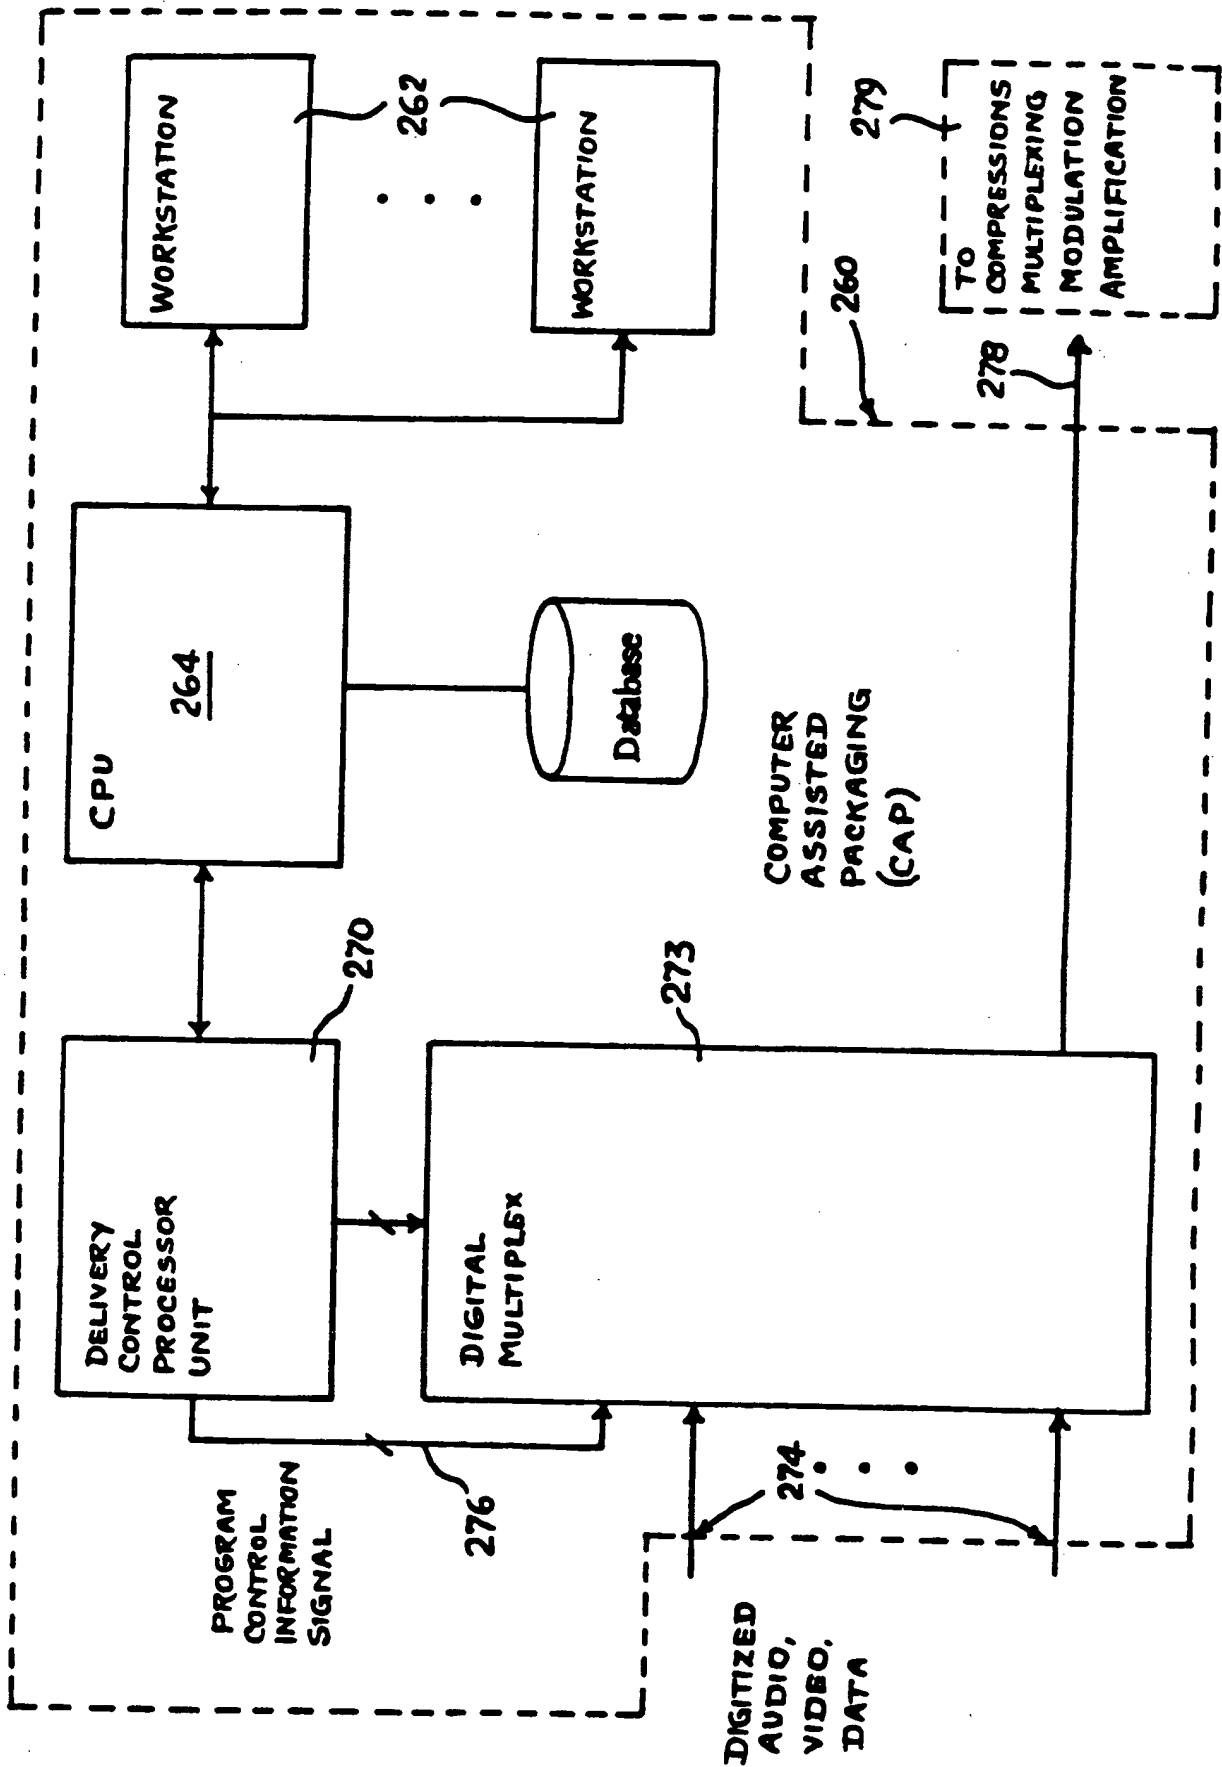 PROGRAM
CONTROL
INFORMATION
SIGNAL
276
DELIVERY
CONTROL
PROCESSOR
UNIT
270
CPU
264
WORKSTATION
262
WORKSTATION
Database
DIGITAL
MULTIPLEX
273
COMPUTER
ASSISTED
PACKAGING
(CAP)
DIGITIZED
AUDIO,
VIDEO,
DATA
274
260
278
279
TO
COMPRESSIONS
MULTIPLEXING
MODULATION
AMPLIFICATION